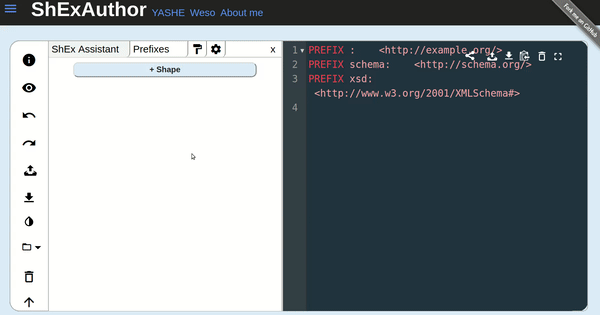 ShExAuthor YASHE Weso About me
Fork me on GitHub
ShEx Assistant Prefixes x
+ Shape
1 PREFIX : <http://example.org/>
2 PREFIX schema: <http://schema.org/>
3 PREFIX xsd:
<http://www.w3.org/2001/XMLSchema#>
4